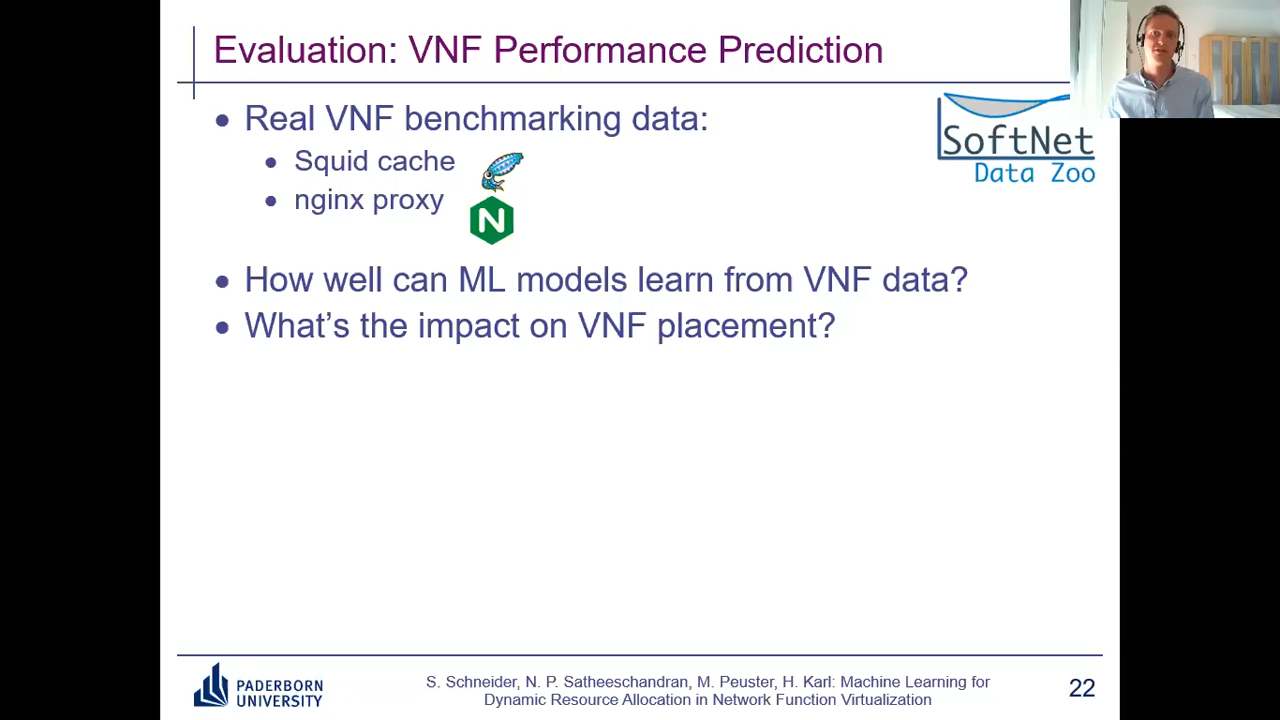 Evaluation: VNF Performance Prediction
• Real VNF benchmarking data:
• Squid cache
• nginx proxy
N
SoftNet
Data Zoo
• How well can ML models learn from VNF data?
• What's the impact on VNF placement?
PADERBORN
UNIVERSITY
S. Schneider, N. P. Satheeschandran, M. Peuster, H. Karl: Machine Learning for
Dynamic Resource Allocation in Network Function Virtualization
22